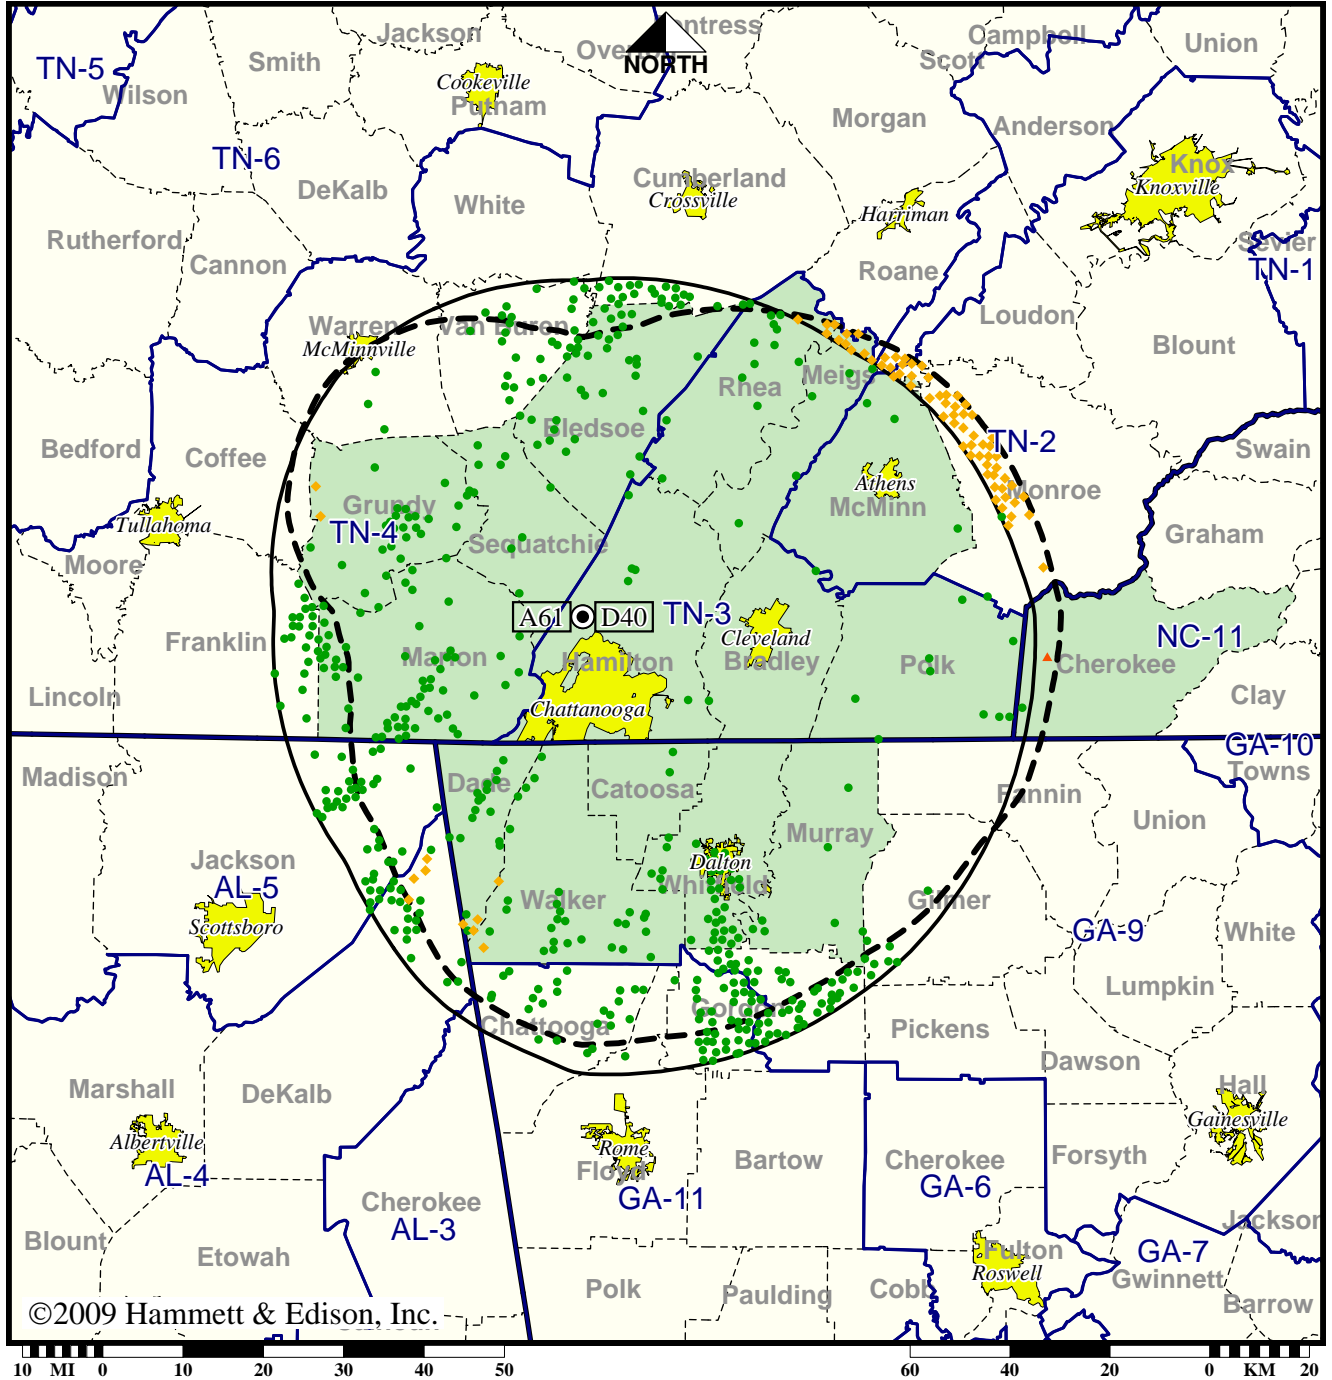 Jackson
Overton
Fentress
Scott
Campbell
Union
TN-5
Smith
NORTH
Wilson
Cookeville
Putnam
Morgan
Anderson
TN-6
DeKalb
White
Cumberland
Crossville
Harriman
Knox
Knoxville
Rutherford
Cannon
Roane
Sevier
TN-1
Warren
McMinnville
Van Buren
Loudon
Blount
Rhea
Meigs
Bledsoe
Bedford
Coffee
TN-2
Swain
Athens
McMinn
Monroe
Grundy
TN-4
Tullahoma
Sequatchie
Graham
Moore
A61
D40
TN-3
Cleveland
Bradley
NC-11
Franklin
Marion
Hamilton
Polk
Cherokee
Lincoln
Chattanooga
Clay
GA-10
Towns
Madison
Dade
Catoosa
Fannin
Union
Murray
Jackson
AL-5
Dalton
Whitfield
Walker
Gilmer
Scottsboro
GA-9
White
Lumpkin
Gordon
Chattooga
Pickens
Dawson
Marshall
DeKalb
Hall
Gainesville
Albertville
AL-4
Rome
Floyd
GA-11
Bartow
Cherokee
GA-6
Forsyth
Cherokee
AL-3
Jackson
Blount
Etowah
Fulton
Roswell
GA-7
Gwinnett
Polk
Paulding
Cobb
Barrow
©2009 Hammett & Edison, Inc.
10 MI 0 10 20 30 40 50
60 40 20 0 KM 20